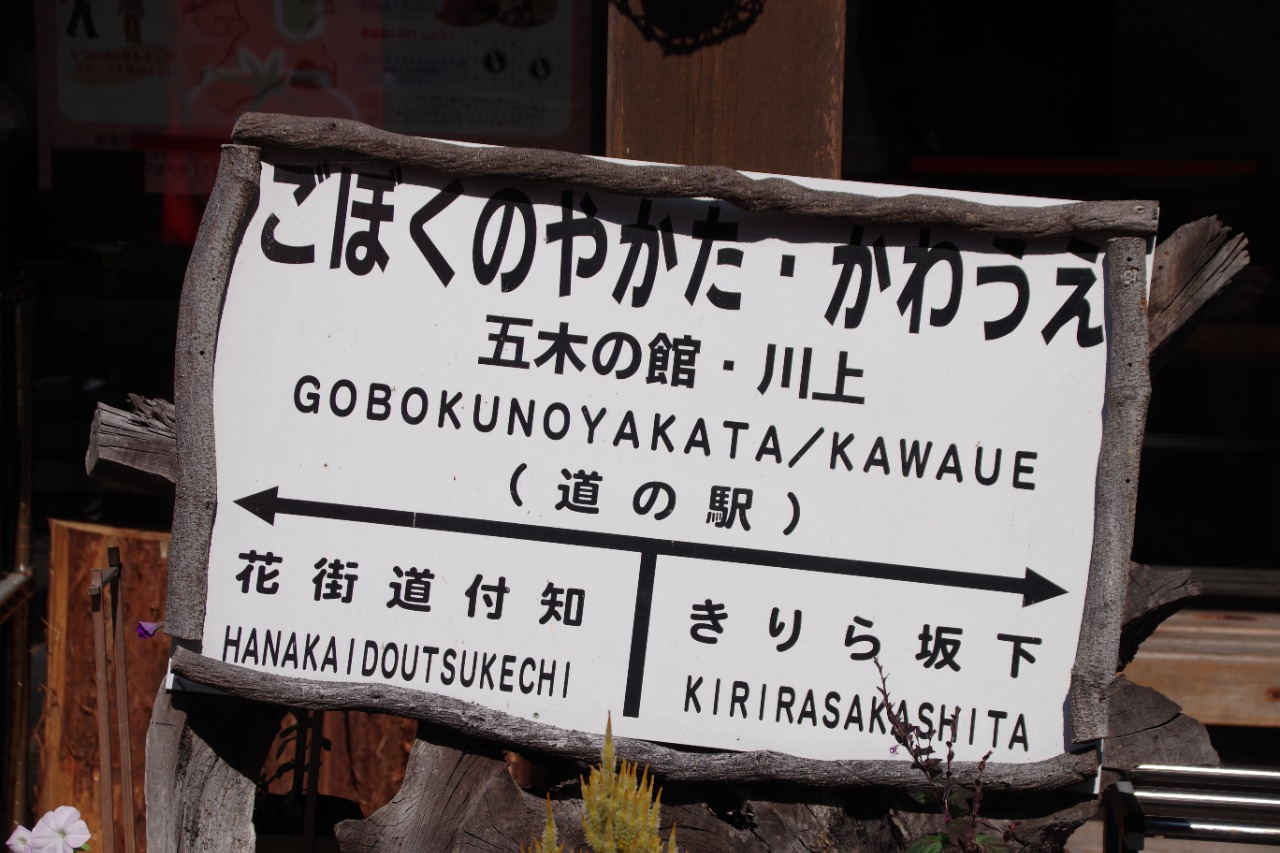 ごぼくのやかた・かわうえ
五木の館・川上
GOBOKUNOYAKATA/KAWAUE
(道の駅)
花街道付知
HANAKAIDOUTSUKECHI
きりら坂下
KIRIRASAKASHITA